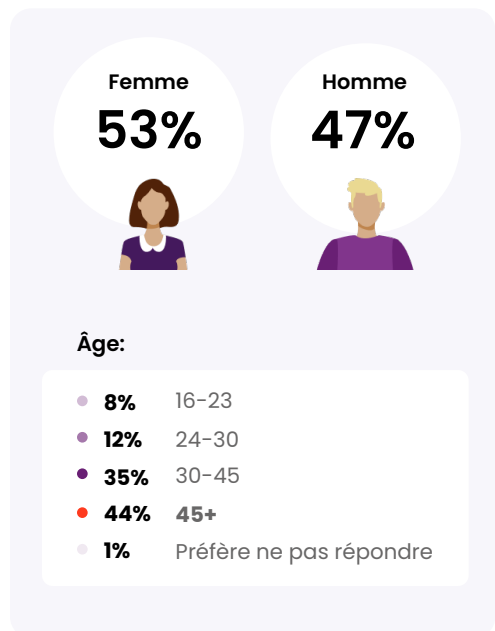 Femme Homme
53% 47%
Âge:
8% 16-23
12% 24-30
35% 30-45
44% 45+
1% Préfère ne pas répondre